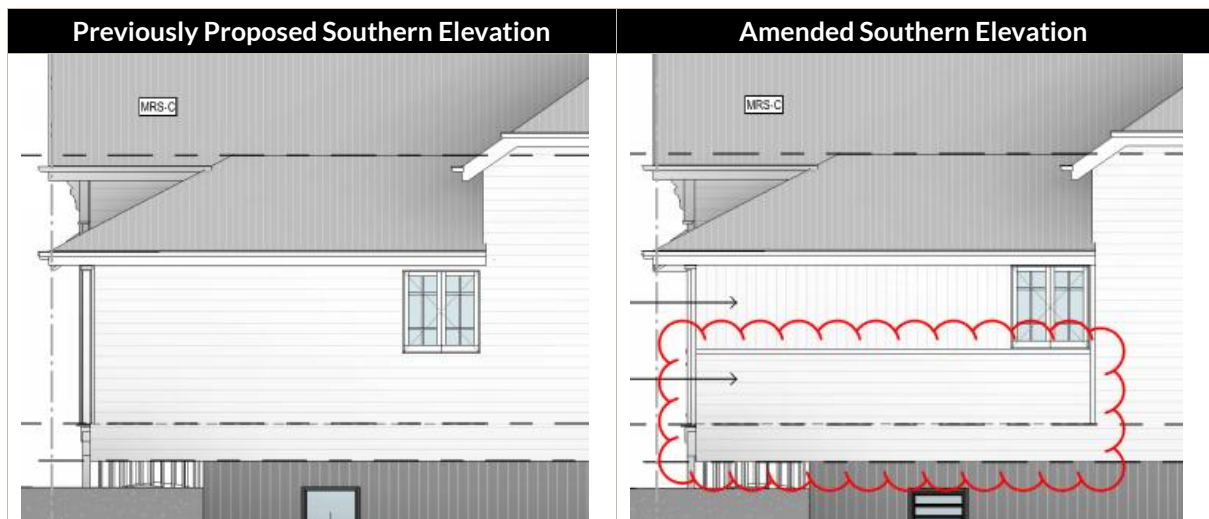 Previously Proposed Southern Elevation
Amended Southern Elevation
MRS-C
MRS-C